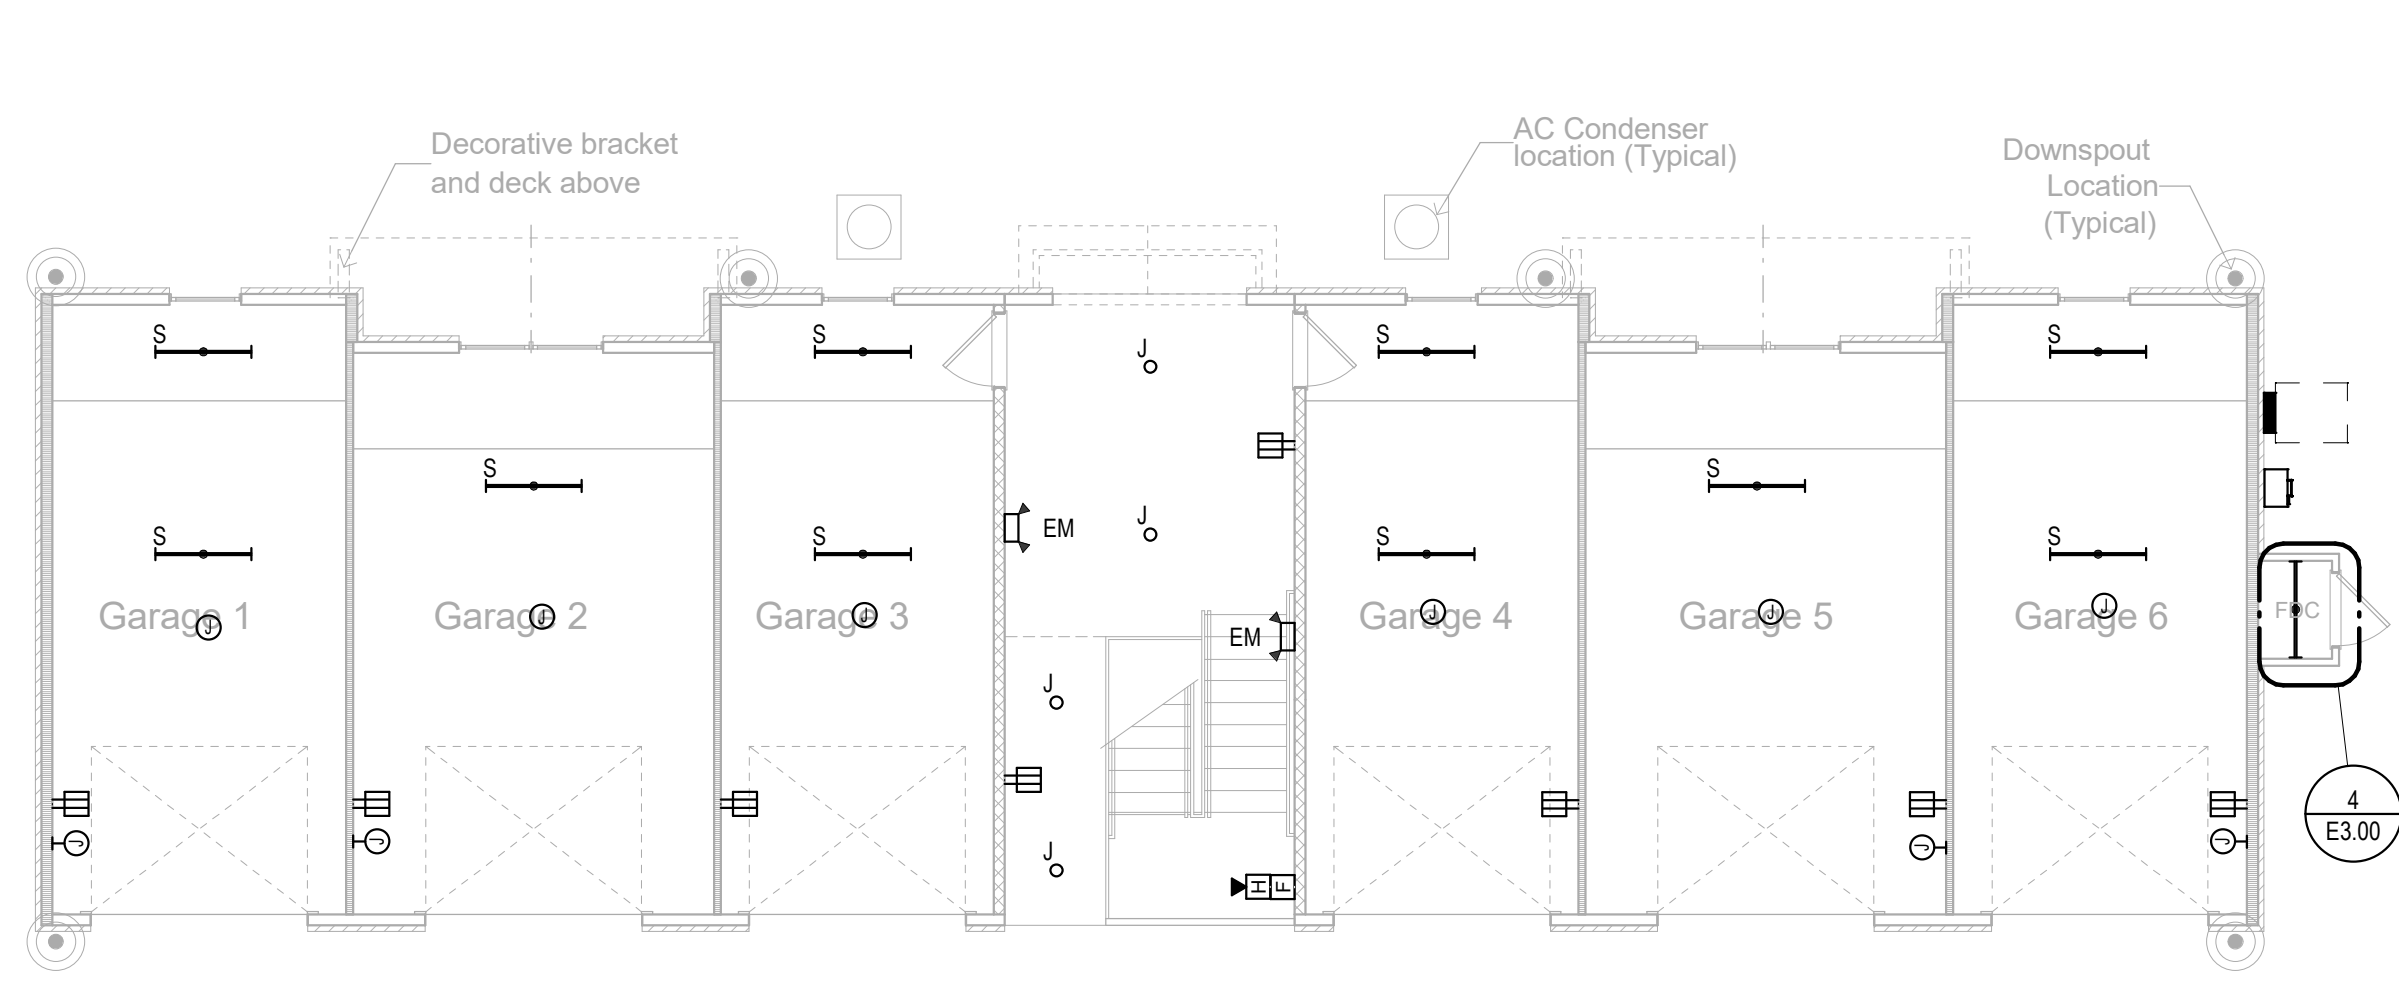 Decorative bracket
and deck above
AC Condenser
location (Typical)
Downspout
Location
(Typical)
S
S
S
S
J
S
S
EM
J
S
S
S
S
S
Garage 1
J
Garage 2
J
Garage 3
J
EM
Garage 4
J
Garage 5
J
Garage 6
J
FDC
J
4
E3.00
J
J
J
J
J
H F